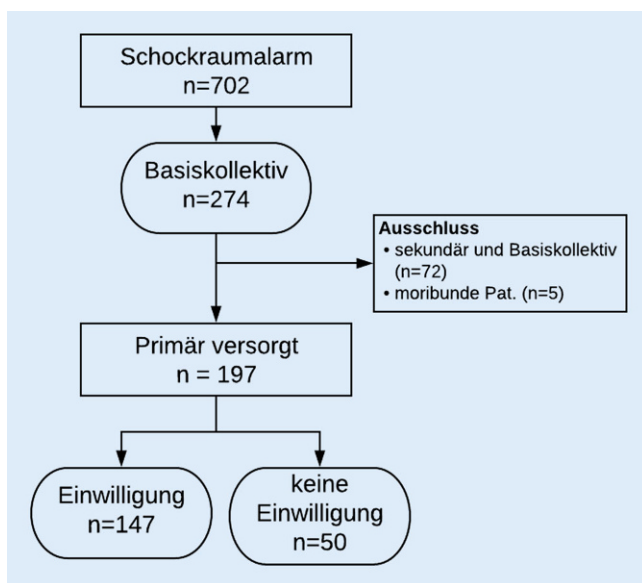 Schockraumalarm
n=702
Basiskollektiv
n=274
Ausschluss
• sekundär und Basiskollektiv
(n=72)
• moribunde Pat. (n=5)
Primär versorgt
n = 197
Einwilligung
n=147
keine
Einwilligung
n=50